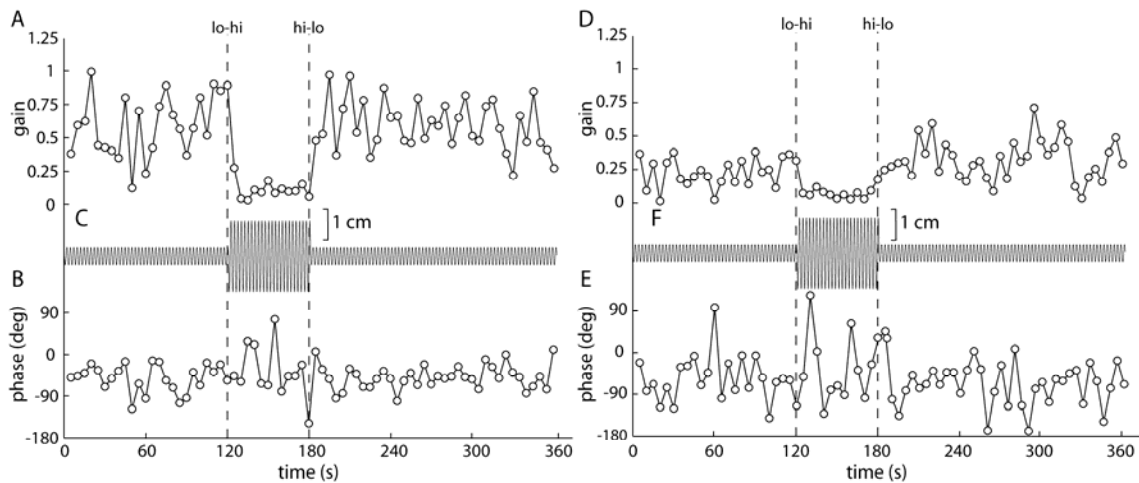 A
lo-hi
hi-lo
1.25
1
0.75
0.5
0.25
0
gain
C
1 cm
B
90
0
-90
-180
phase (deg)
0
60
120
180
240
300
360
time (s)
D
lo-hi
hi-lo
1.25
1
0.75
0.5
0.25
0
gain
F
1 cm
E
90
0
-90
-180
phase (deg)
0
60
120
180
240
300
360
time (s)